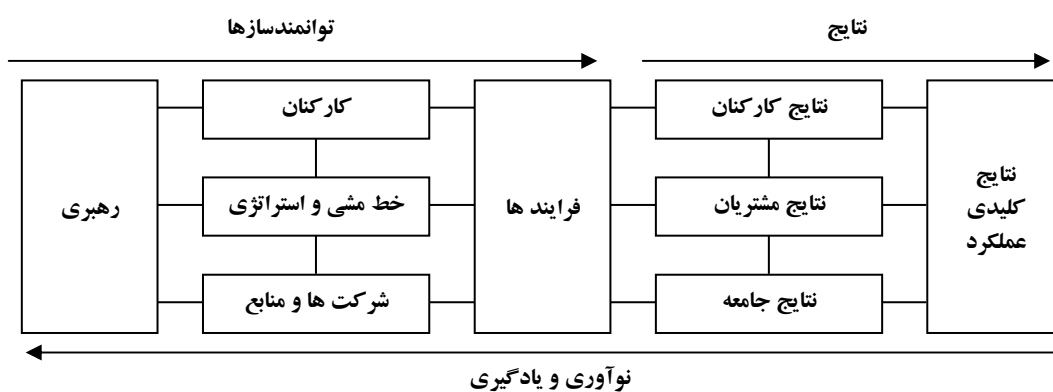 توانمندسازها
نتایج
رهبری
کارکنان
خط مشی و استراتژی
شرکت ها و منابع
فرایند ها
نتایج کارکنان
نتایج مشتریان
نتایج جامعه
نتایج
کلیدی
عملکرد
نوآوری و یادگیری